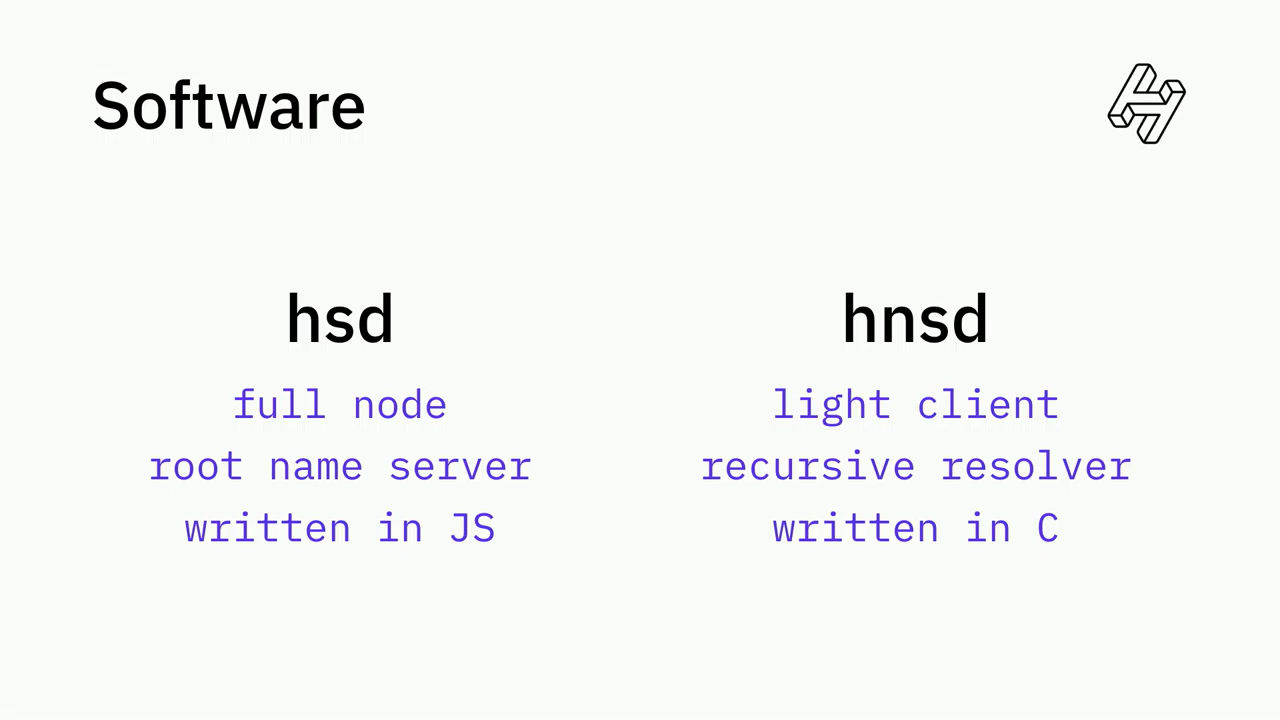 Software
hsd
full node
root name server
written in JS
hnsd
light client
recursive resolver
written in C